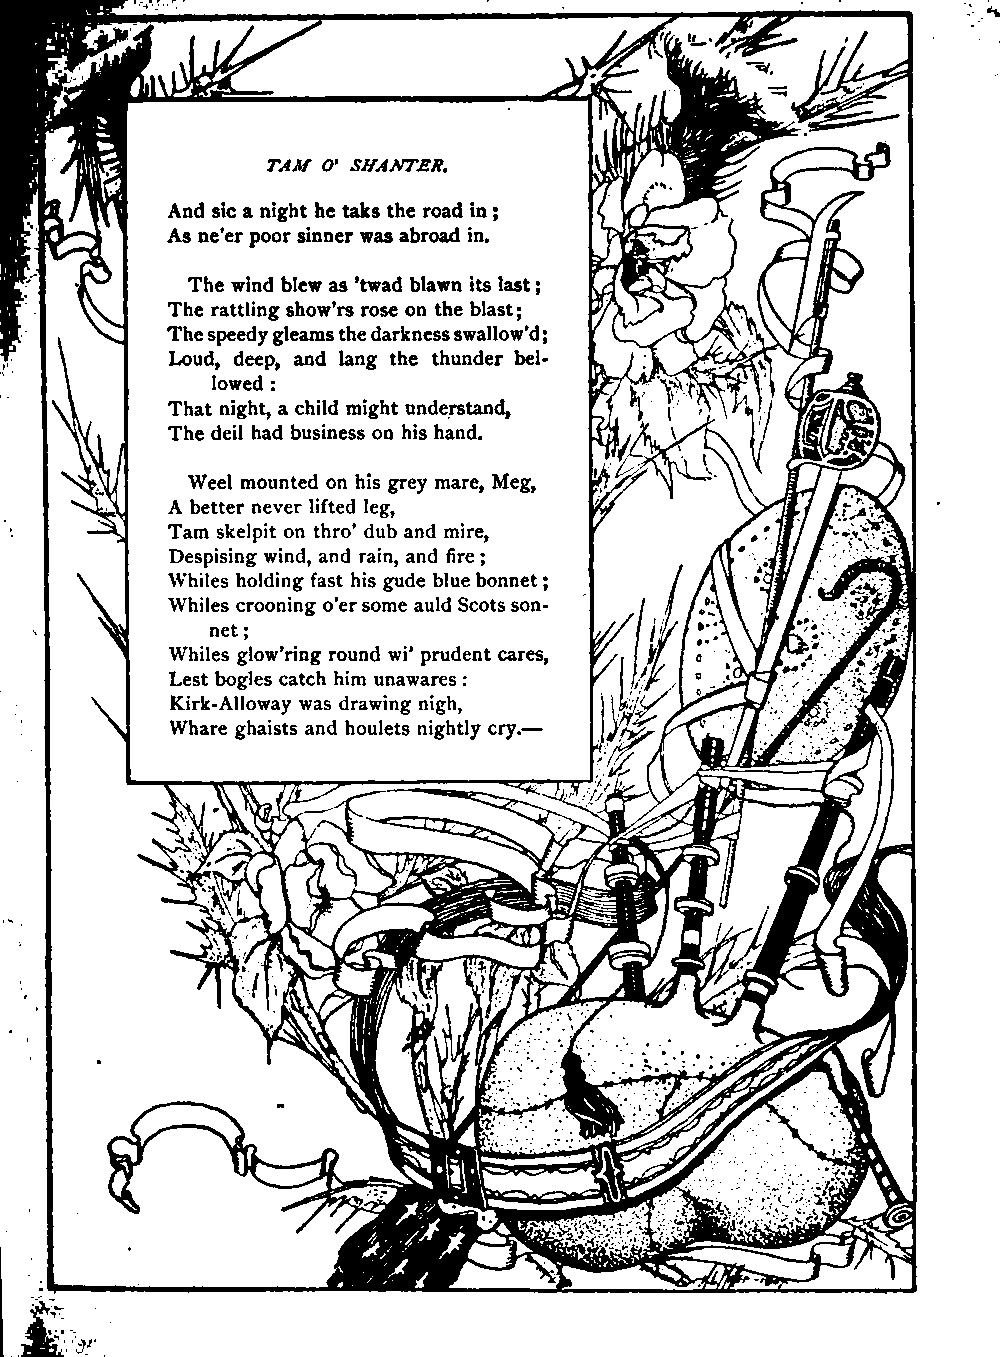 TAM O' SHANTER.
And sic a night he taks the road in ;
As ne'er poor sinner was abroad in.
The wind blew as 'twad blawn its last ;
The rattling show'rs rose on the blast ;
The speedy gleams the darkness swallow'd ;
Loud, deep, and lang the thunder bel-
lowed :
That night, a child might understand,
The deil had business on his hand.
Weel mounted on his grey mare, Meg,
A better never lifted leg,
Tam skelpit on thro' dub and mire,
Despising wind, and rain, and fire ;
Whiles holding fast his gude blue bonnet ;
Whiles crooning o'er some auld Scots son-
net ;
Whiles glow'ring round wi' prudent cares,
Lest bogles catch him unawares :
Kirk-Alloway was drawing nigh,
Whare ghaists and houlets nightly cry.—